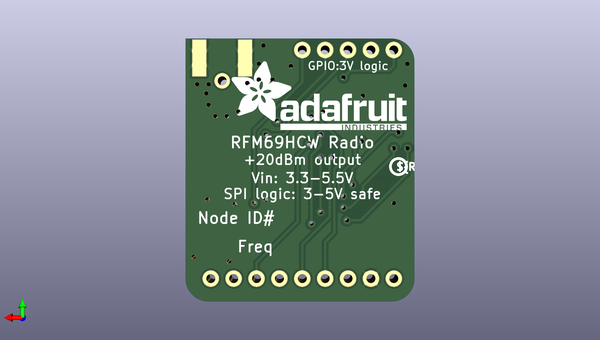 GPIO:3V logic
adafruit
INDUSTRIES
RFM69HCW Radio
+20dBm output
Vin: 3.3-5.5V
$R
SPI logic: 3-5V safe
Node ID#
Freq